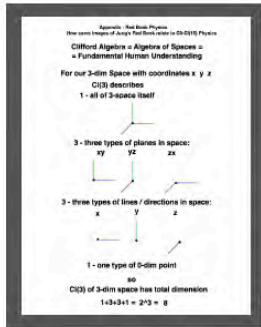 Appendix - Red Book Physics
How some images of Jung's Red Book relate to Cl(8)-Cl(16) Physics
Clifford Algebra = Algebra of Spaces =
= Fundamental Human Understanding
For our 3-dim Space with coordinates x y z
Cl(3) describes
1 - all of 3-space itself
3 - three types of planes in space:
xy yz zx
3 - three types of lines / directions in space:
x y z
1 - one type of 0-dim point
so
Cl(3) of 3-dim space has total dimension
1+3+3+1 = 2^3 = 8